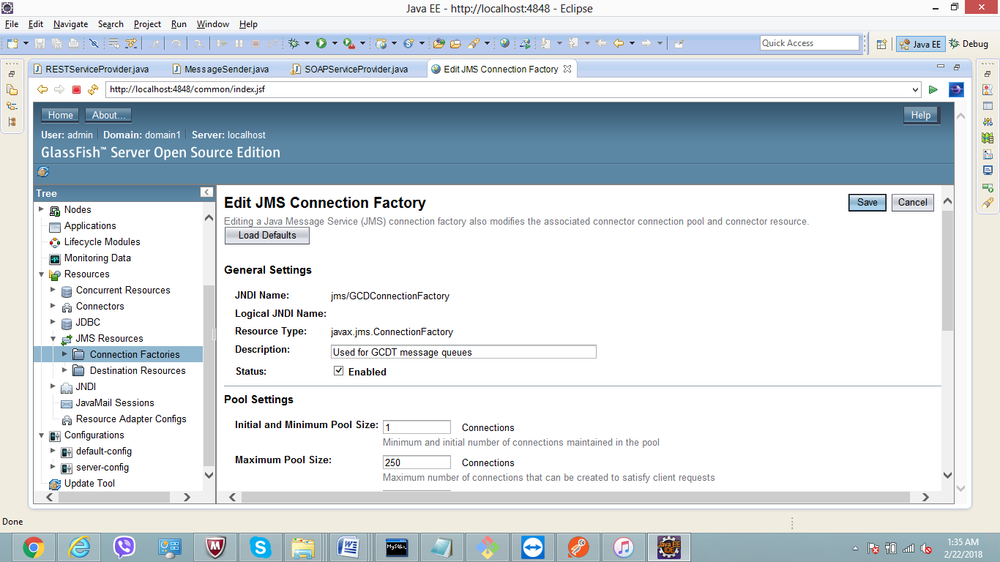 Java EE - http://localhost:4848 - Eclipse
File Edit Navigate Search Project Run Window Help
Quick Access
Java EE
Debug
RESTServiceProvider.java
MessageSender.java
SOAPServiceProvider.java
Edit JMS Connection Factory
http://localhost:4848/common/index.jsf
Home
About...
Help
User: admin Domain: domain1 Server: localhost
GlassFish™ Server Open Source Edition
Tree
Nodes
Applications
Lifecycle Modules
Monitoring Data
Resources
Concurrent Resources
Connectors
JDBC
JMS Resources
Connection Factories
Destination Resources
JNDI
JavaMail Sessions
Resource Adapter Configs
Configurations
default-config
server-config
Update Tool
Edit JMS Connection Factory
Save
Cancel
Editing a Java Message Service (JMS) connection factory also modifies the associated connector connection pool and connector resource.
Load Defaults
General Settings
JNDI Name: jms/GCDConnectionFactory
Logical JNDI Name:
Resource Type: javax.jms.ConnectionFactory
Description: Used for GCDT message queues
Status: Enabled
Pool Settings
Initial and Minimum Pool Size: 1 Connections
Minimum and initial number of connections maintained in the pool
Maximum Pool Size: 250 Connections
Maximum number of connections that can be created to satisfy client requests
Done
MySQL
Java EE
IDE
1:35 AM
2/22/2018